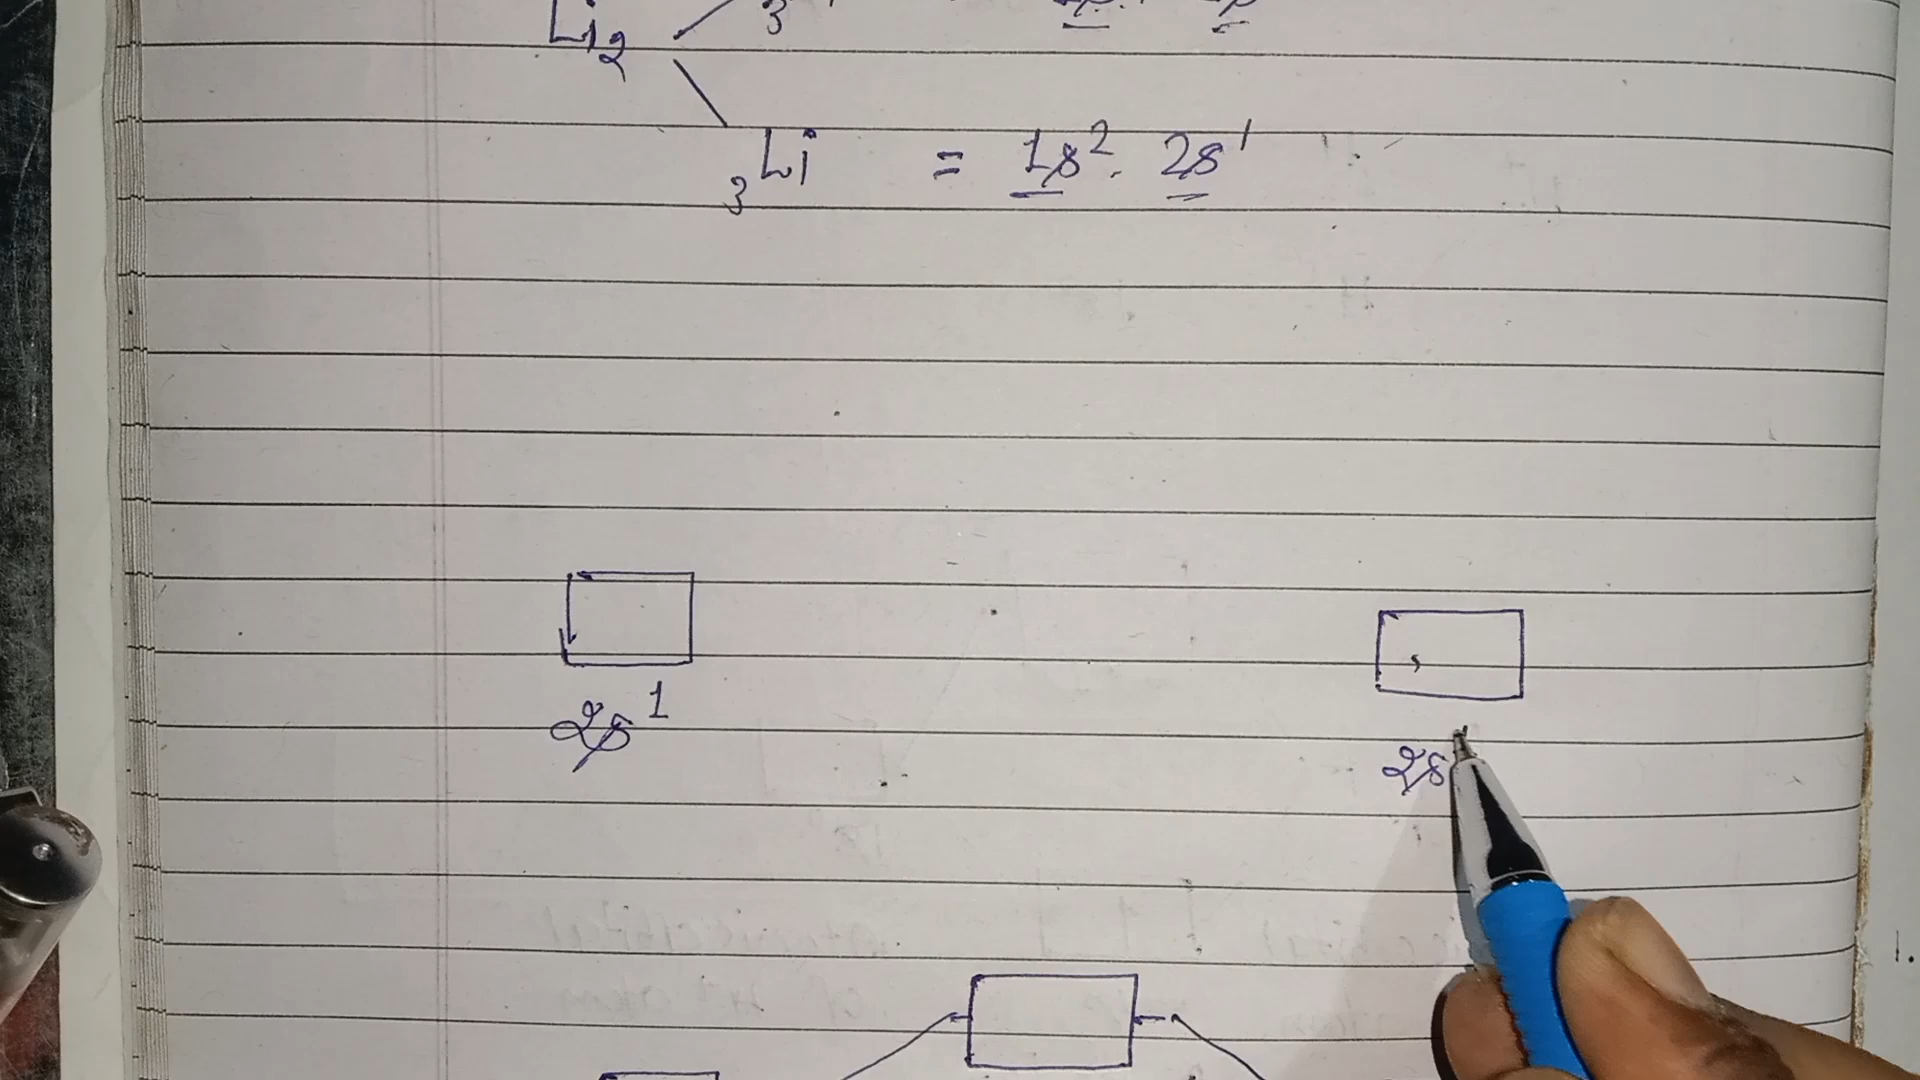 Li₂
₃Li = 1s². 2s¹
2s¹
2s